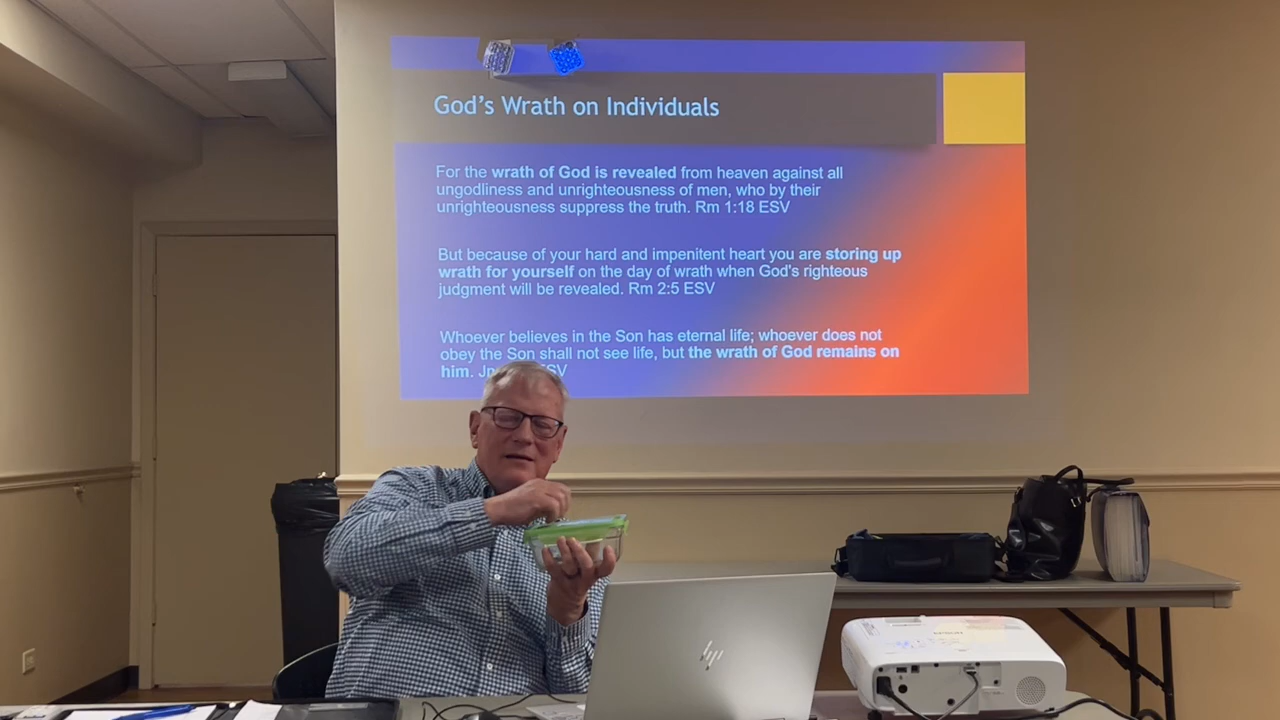 God's Wrath on Individuals
For the wrath of God is revealed from heaven against all
ungodliness and unrighteousness of men, who by their
unrighteousness suppress the truth. Rm 1:18 ESV
But because of your hard and impenitent heart you are storing up
wrath for yourself on the day of wrath when God's righteous
judgment will be revealed. Rm 2:5 ESV
Whoever believes in the Son has eternal life; whoever does not
obey the Son shall not see life, but the wrath of God remains on
him. Jn
hp
EPSON